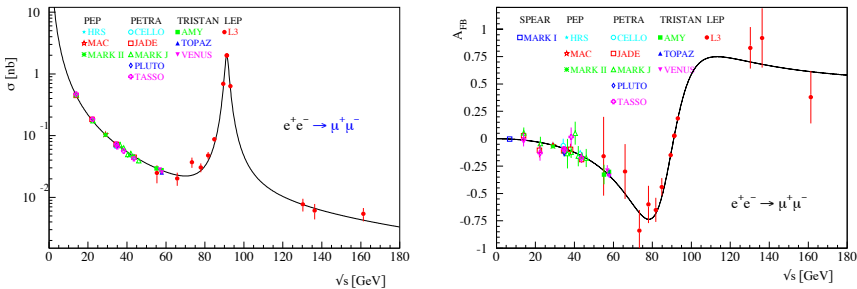 PEP PETRA TRISTAN LEP
HRS CELLO AMY L3
MAC JADE TOPAZ
MARK II MARK J VENUS
PLUTO
TASSO
σ [nb]
10
1
10⁻¹
10⁻²
e⁺e⁻ → μ⁺μ⁻
0 20 40 60 80 100 120 140 160 180
√s [GeV]
A_FB
SPEAR PEP PETRA TRISTAN LEP
MARK I HRS CELLO AMY L3
MAC JADE TOPAZ
MARK II MARK J VENUS
PLUTO
TASSO
1
0.75
0.5
0.25
0
-0.25
-0.5
-0.75
-1
e⁺e⁻ → μ⁺μ⁻
0 20 40 60 80 100 120 140 160 180
√s [GeV]